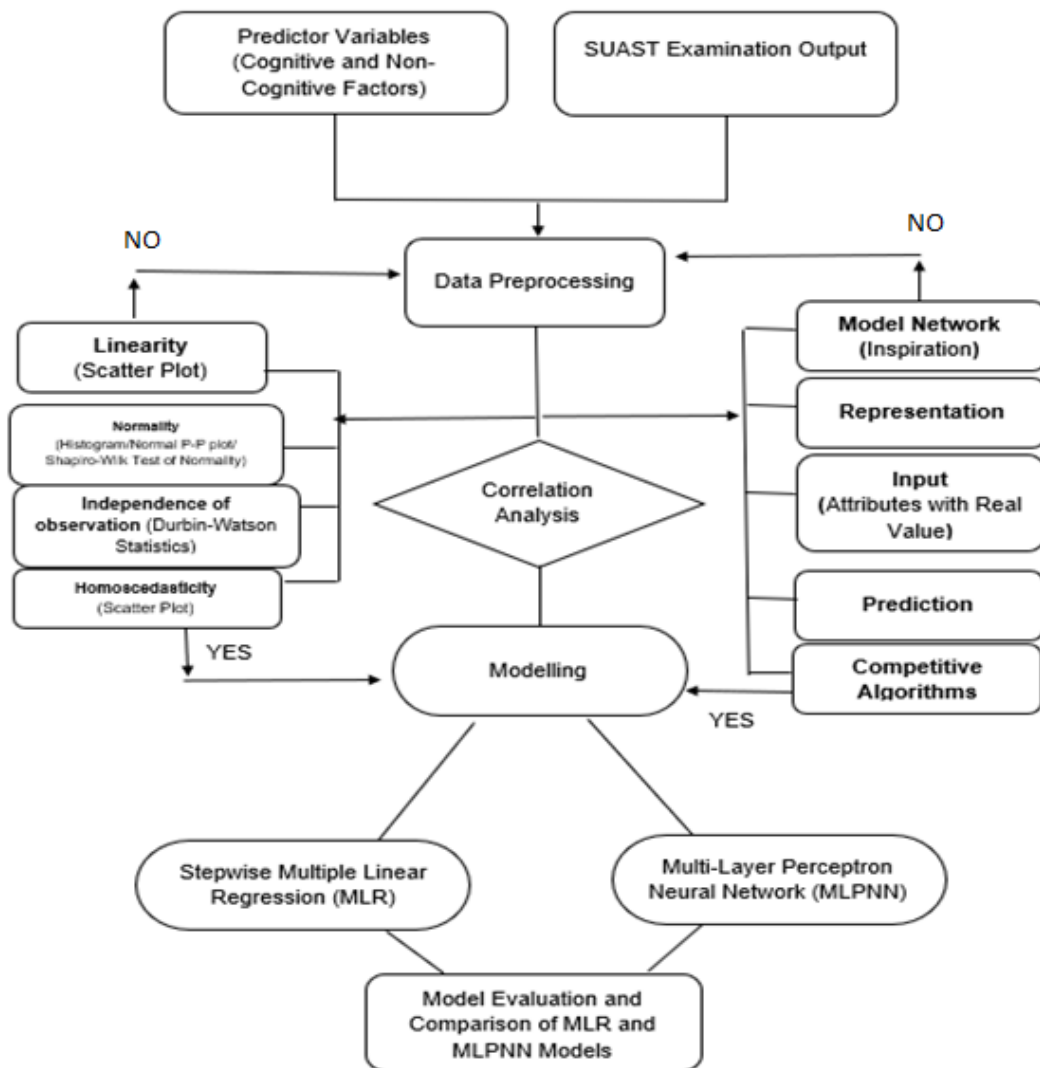 Predictor Variables
(Cognitive and Non-
Cognitive Factors)
SUAST Examination Output
NO
NO
Data Preprocessing
Linearity
(Scatter Plot)
Normality
(Histogram/Normal P-P plot/
Shapiro-Wilk Test of Normality)
Independence of
observation (Durbin-Watson
Statistics)
Homoscedasticity
(Scatter Plot)
YES
Correlation
Analysis
Model Network
(Inspiration)
Representation
Input
(Attributes with Real
Value)
Prediction
Competitive
Algorithms
YES
Modelling
Stepwise Multiple Linear
Regression (MLR)
Multi-Layer Perceptron
Neural Network (MLPNN)
Model Evaluation and
Comparison of MLR and
MLPNN Models